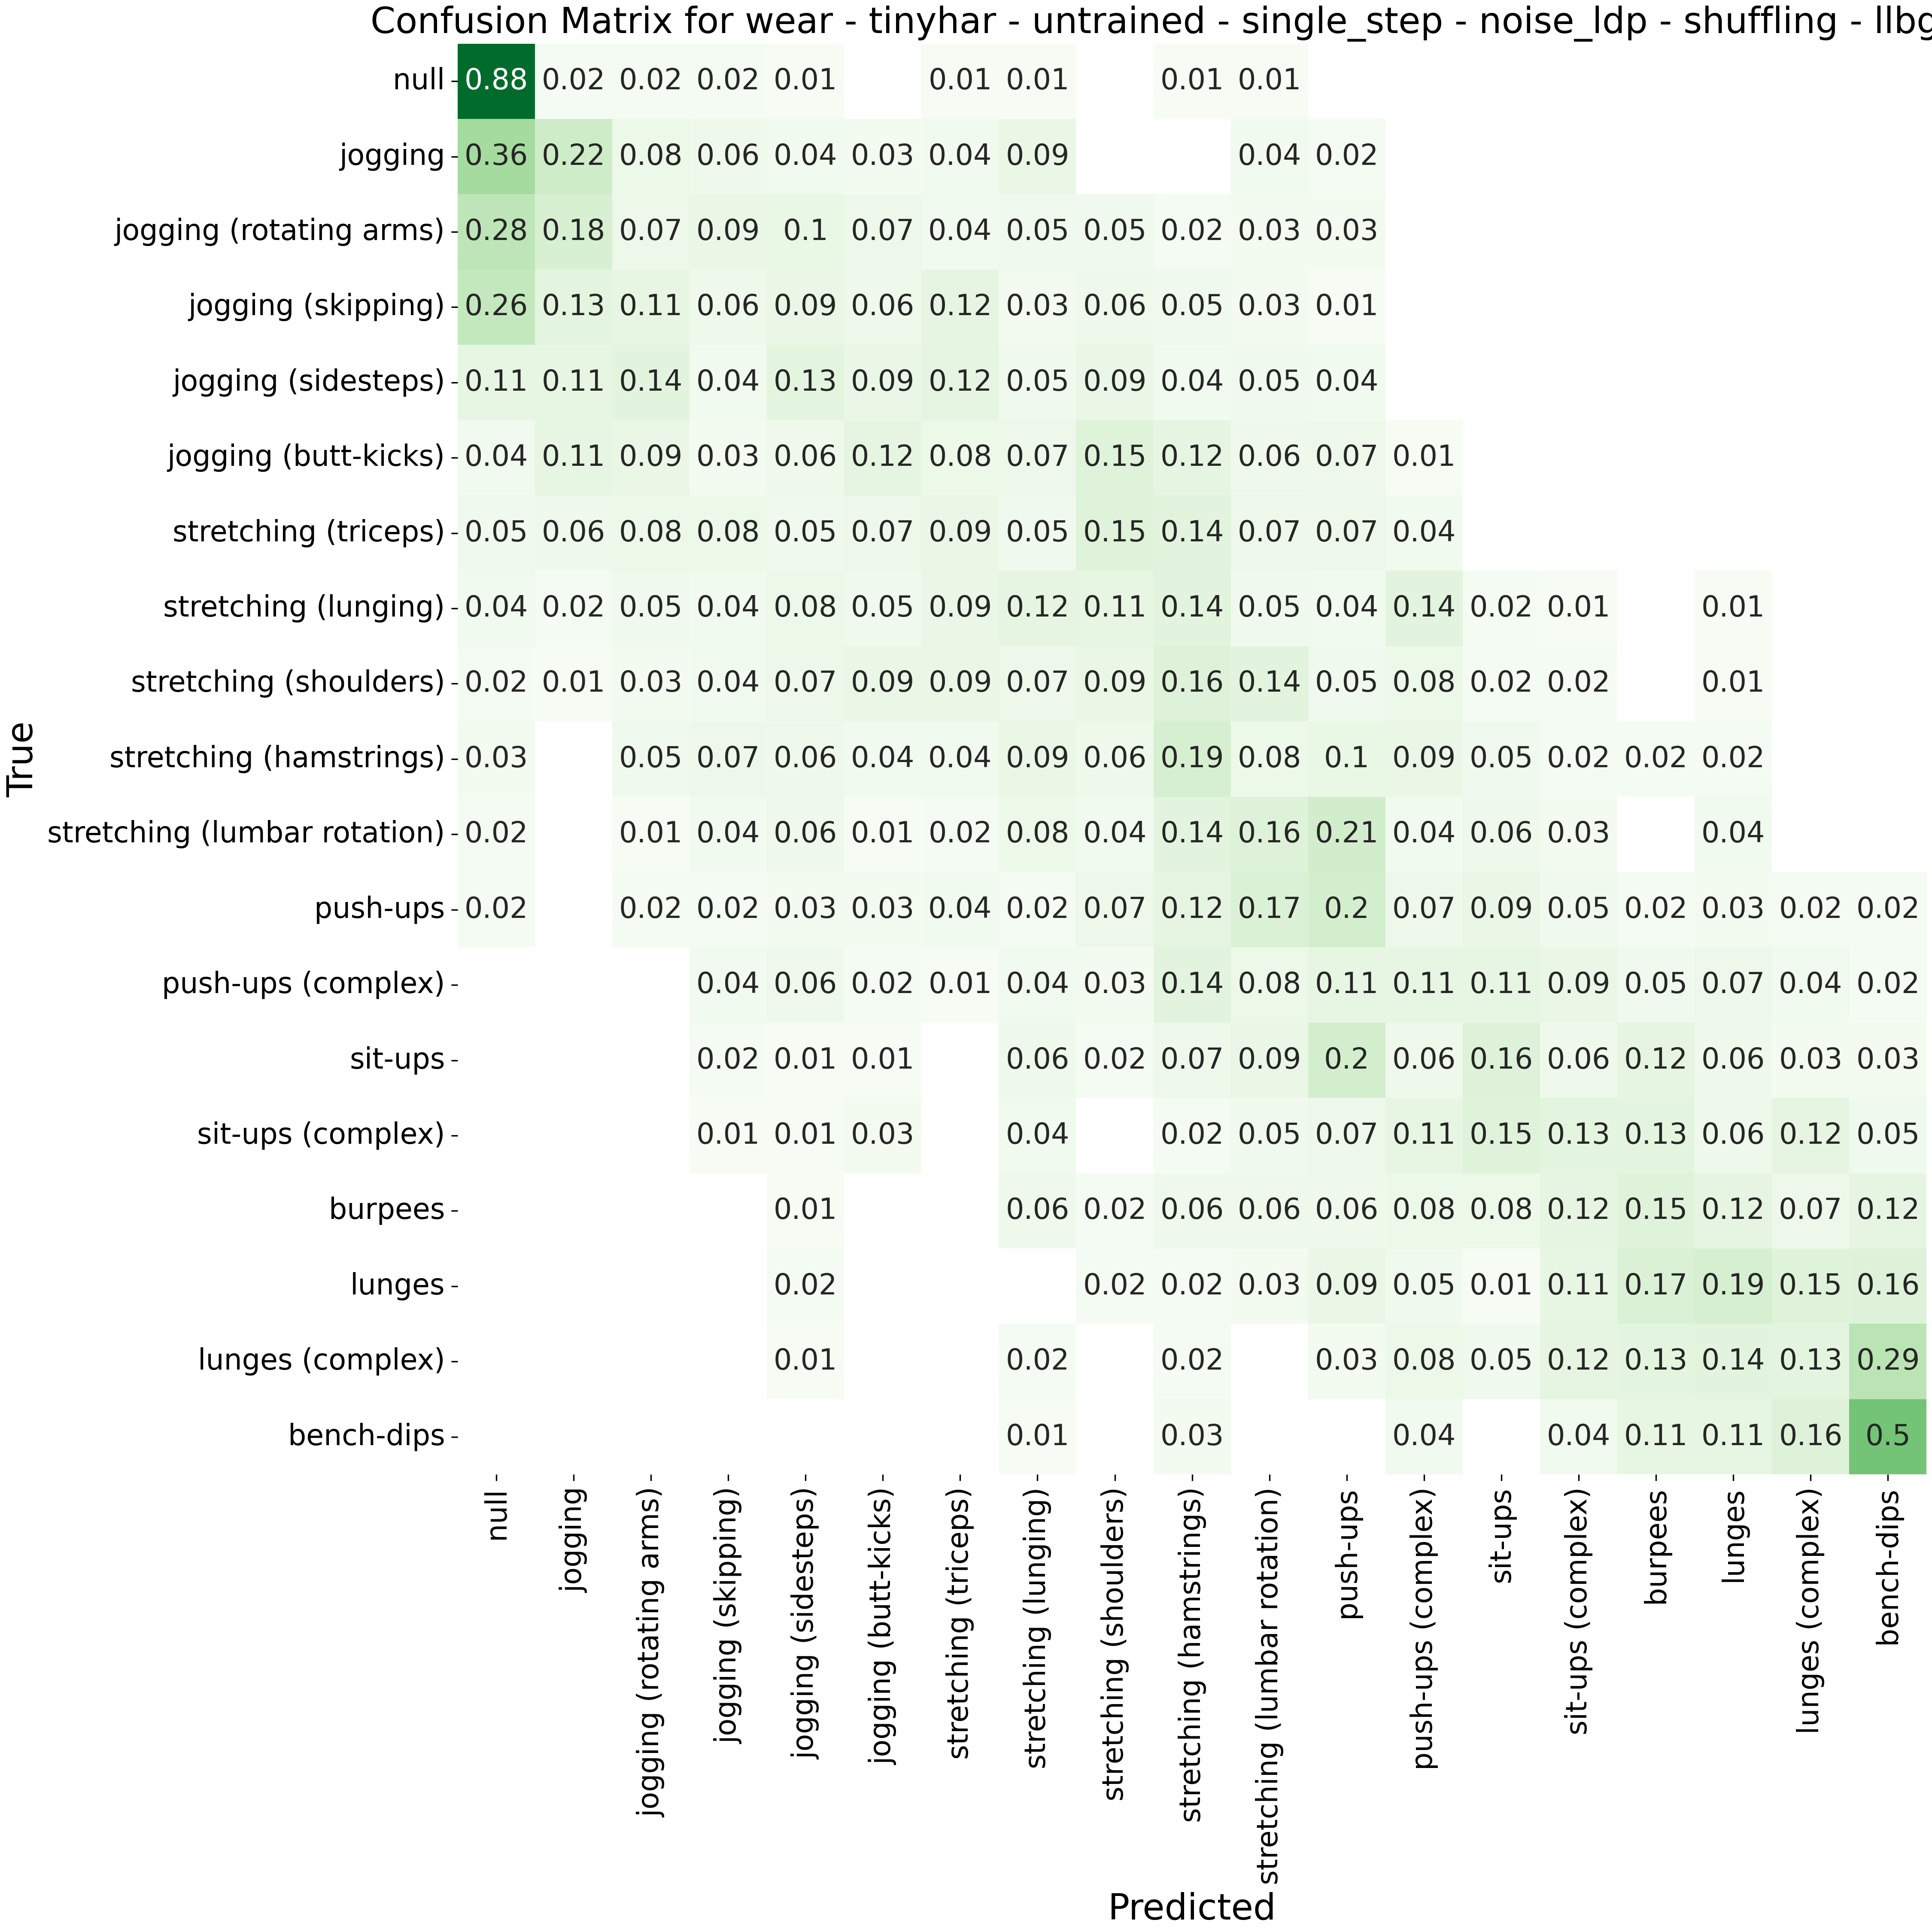 Confusion Matrix for wear - tinyhar - untrained - single_step - noise_ldp - shuffling - llbg
null 0.88 0.02 0.02 0.02 0.01 0.01 0.01 0.01 0.01
jogging 0.36 0.22 0.08 0.06 0.04 0.03 0.04 0.09 0.04 0.02
jogging (rotating arms) 0.28 0.18 0.07 0.09 0.1 0.07 0.04 0.05 0.05 0.02 0.03 0.03
jogging (skipping) 0.26 0.13 0.11 0.06 0.09 0.06 0.12 0.03 0.06 0.05 0.03 0.01
jogging (sidesteps) 0.11 0.11 0.14 0.04 0.13 0.09 0.12 0.05 0.09 0.04 0.05 0.04
jogging (butt-kicks) 0.04 0.11 0.09 0.03 0.06 0.12 0.08 0.07 0.15 0.12 0.06 0.07 0.01
stretching (triceps) 0.05 0.06 0.08 0.08 0.05 0.07 0.09 0.05 0.15 0.14 0.07 0.07 0.04
stretching (lunging) 0.04 0.02 0.05 0.04 0.08 0.05 0.09 0.12 0.11 0.14 0.05 0.04 0.14 0.02 0.01 0.01
stretching (shoulders) 0.02 0.01 0.03 0.04 0.07 0.09 0.09 0.07 0.09 0.16 0.14 0.05 0.08 0.02 0.02 0.01
stretching (hamstrings) 0.03 0.05 0.07 0.06 0.04 0.04 0.09 0.06 0.19 0.08 0.1 0.09 0.05 0.02 0.02 0.02
stretching (lumbar rotation) 0.02 0.01 0.04 0.06 0.01 0.02 0.08 0.04 0.14 0.16 0.21 0.04 0.06 0.03 0.04
push-ups 0.02 0.02 0.02 0.03 0.03 0.04 0.02 0.07 0.12 0.17 0.2 0.07 0.09 0.05 0.02 0.03 0.02 0.02
push-ups (complex) 0.04 0.06 0.02 0.01 0.04 0.03 0.14 0.08 0.11 0.11 0.11 0.09 0.05 0.07 0.04 0.02
sit-ups 0.02 0.01 0.01 0.06 0.02 0.07 0.09 0.2 0.06 0.16 0.06 0.12 0.06 0.03 0.03
sit-ups (complex) 0.01 0.01 0.03 0.04 0.02 0.05 0.07 0.11 0.15 0.13 0.13 0.06 0.12 0.05
burpees 0.01 0.06 0.02 0.06 0.06 0.06 0.08 0.08 0.12 0.15 0.12 0.07 0.12
lunges 0.02 0.02 0.02 0.03 0.09 0.05 0.01 0.11 0.17 0.19 0.15 0.16
lunges (complex) 0.01 0.02 0.02 0.03 0.08 0.05 0.12 0.13 0.14 0.13 0.29
bench-dips 0.01 0.03 0.04 0.04 0.11 0.11 0.16 0.5
True
null
jogging
jogging (rotating arms)
jogging (skipping)
jogging (sidesteps)
jogging (butt-kicks)
stretching (triceps)
stretching (lunging)
stretching (shoulders)
stretching (hamstrings)
stretching (lumbar rotation)
push-ups
push-ups (complex)
sit-ups
sit-ups (complex)
burpees
lunges
lunges (complex)
bench-dips
Predicted